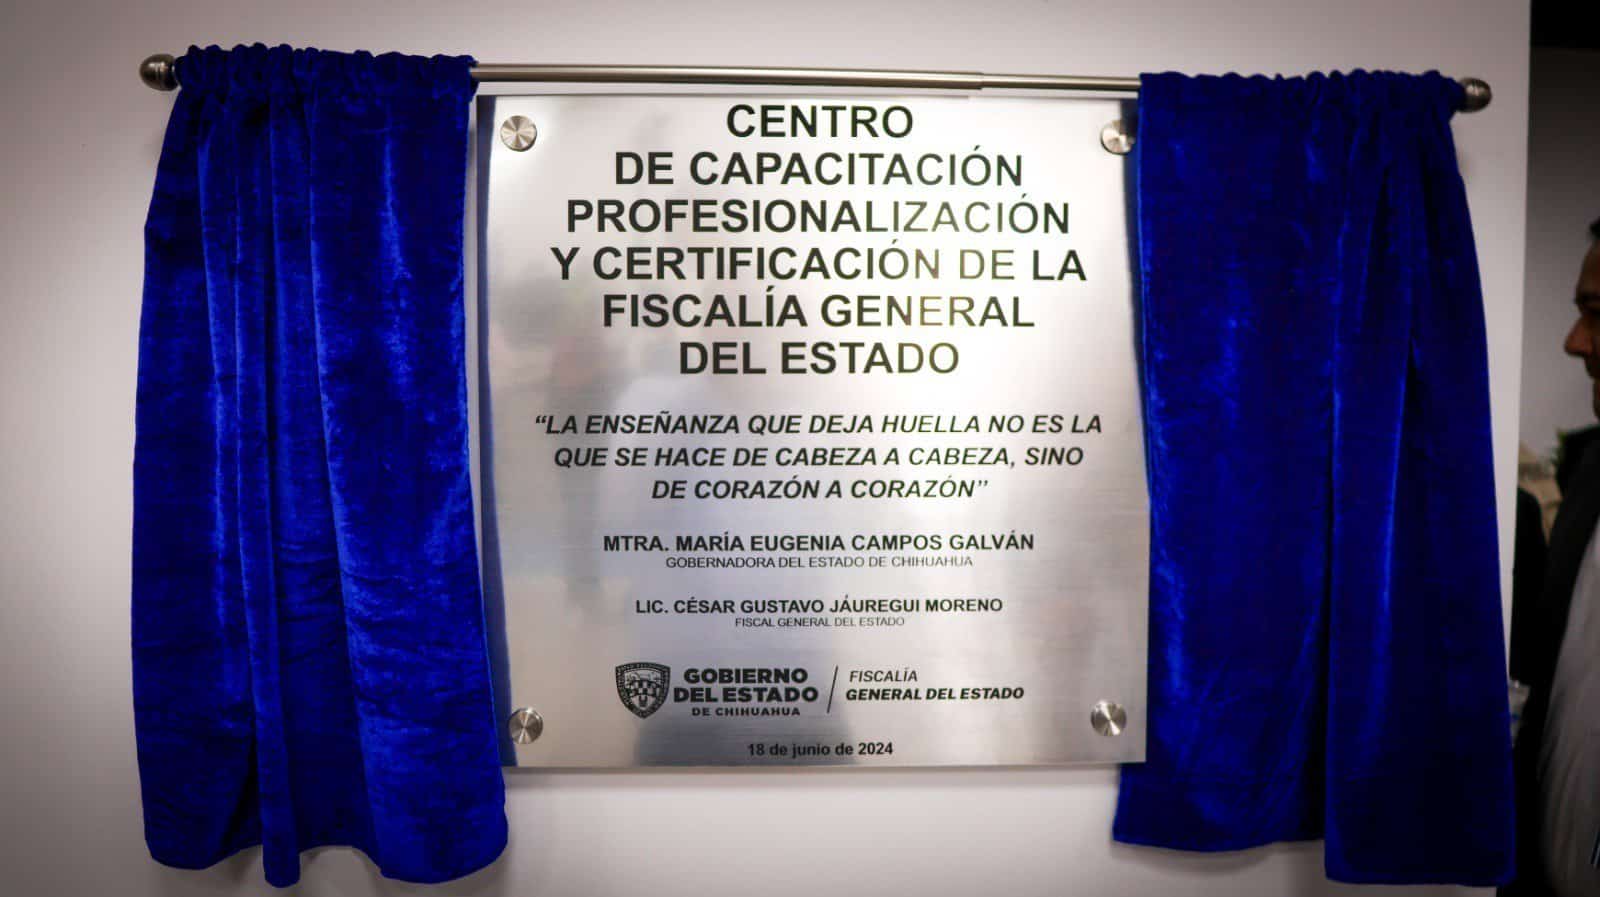 CENTRO
DE CAPACITACIÓN
PROFESIONALIZACIÓN
Y CERTIFICACIÓN DE LA
FISCALÍA GENERAL
DEL ESTADO
“LA ENSEÑANZA QUE DEJA HUELLA NO ES LA
QUE SE HACE DE CABEZA A CABEZA, SINO
DE CORAZÓN A CORAZÓN”
MTRA. MARÍA EUGENIA CAMPOS GALVÁN
GOBERNADORA DEL ESTADO DE CHIHUAHUA
LIC. CÉSAR GUSTAVO JÁUREGUI MORENO
FISCAL GENERAL DEL ESTADO
GOBIERNO
DEL ESTADO
DE CHIHUAHUA
FISCALÍA
GENERAL DEL ESTADO
18 de junio de 2024